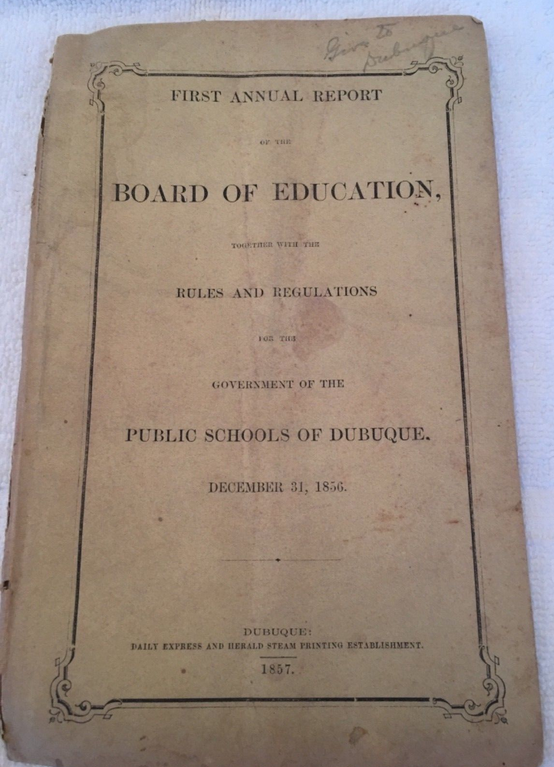 Give to
Dubuque
FIRST ANNUAL REPORT
OF THE
BOARD OF EDUCATION,
TOGETHER WITH THE
RULES AND REGULATIONS
FOR THE
GOVERNMENT OF THE
PUBLIC SCHOOLS OF DUBUQUE.
DECEMBER 31, 1856.
DUBUQUE:
DAILY EXPRESS AND HERALD STEAM PRINTING ESTABLISHMENT.
1857.